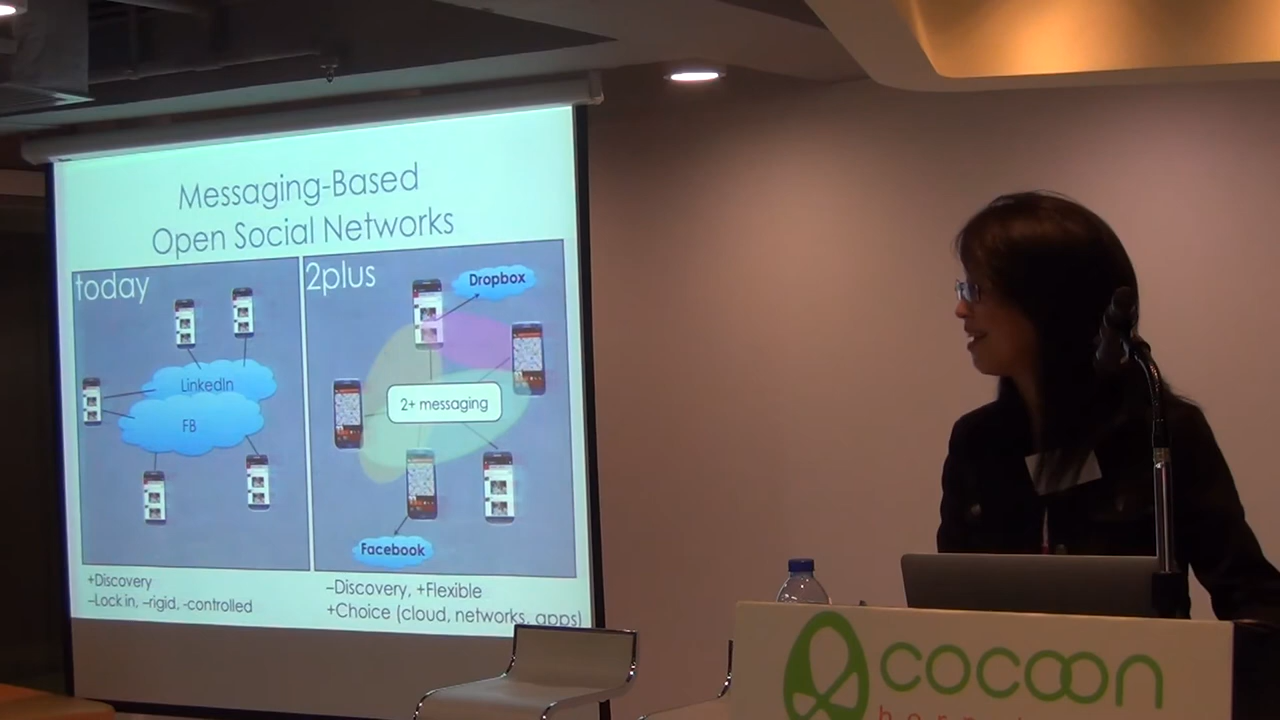 Messaging-Based
Open Social Networks
today
LinkedIn
FB
+Discovery
–Lock in, –rigid, -controlled
2plus
Dropbox
2+ messaging
Facebook
–Discovery, +Flexible
+Choice (cloud, networks, apps)
cocoon